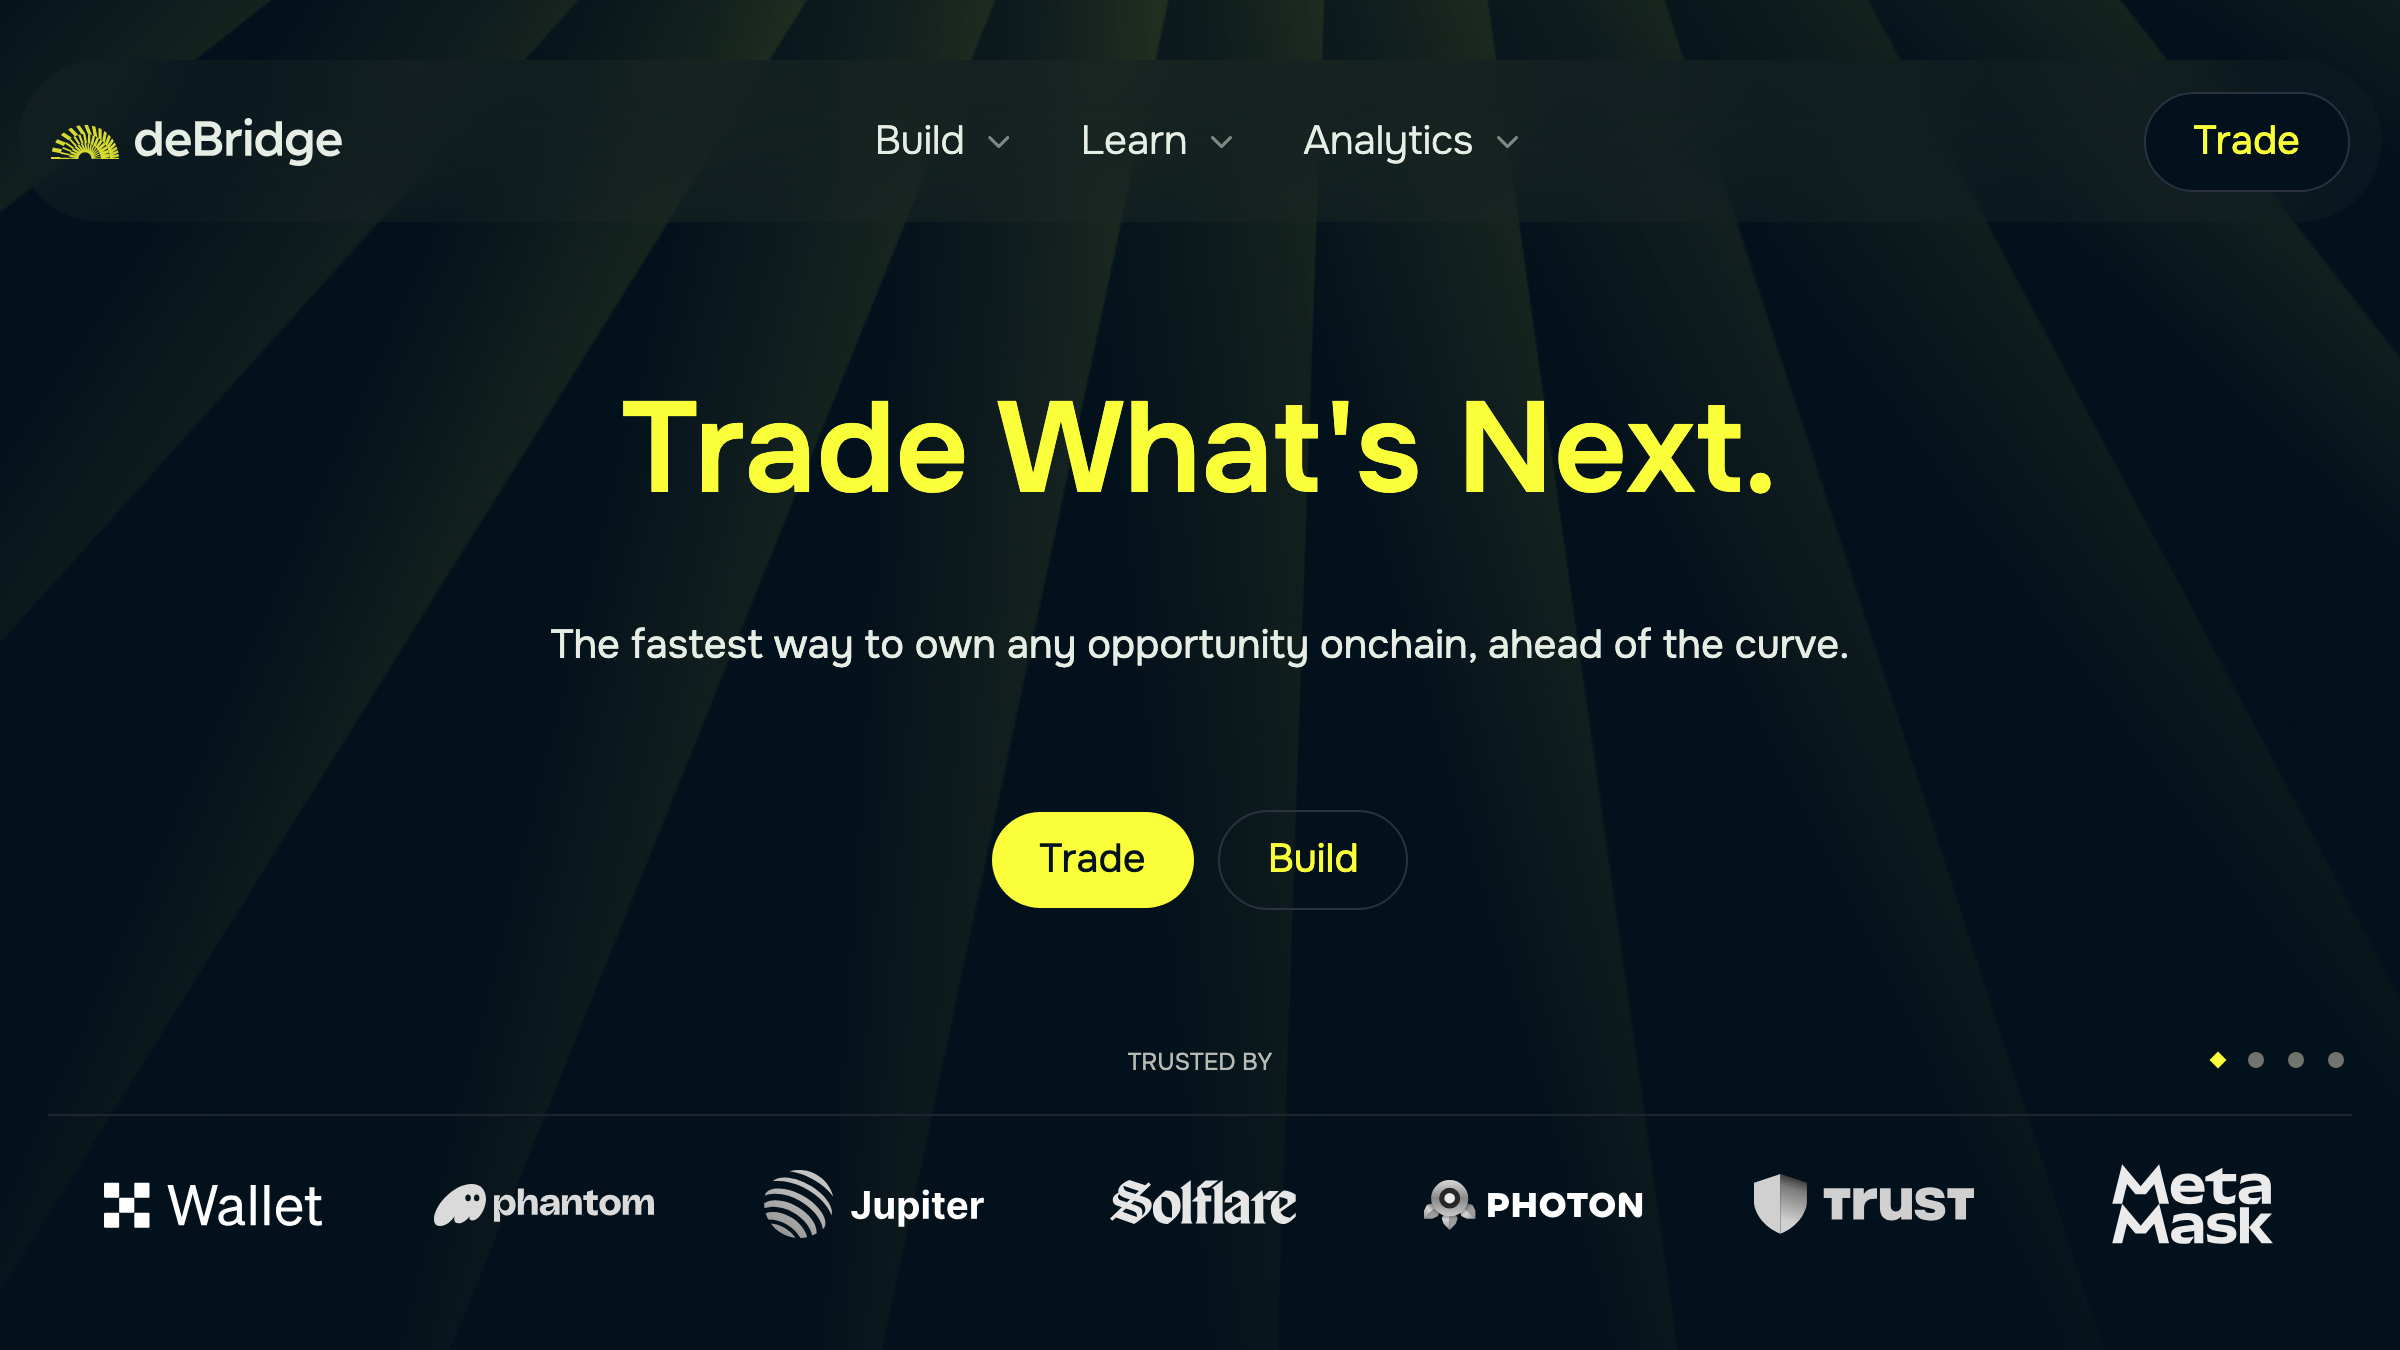 deBridge
Build
Learn
Analytics
Trade
Trade What's Next.
The fastest way to own any opportunity onchain, ahead of the curve.
Trade
Build
TRUSTED BY
Wallet
phantom
Jupiter
Solflare
PHOTON
TRUST
Meta
Mask